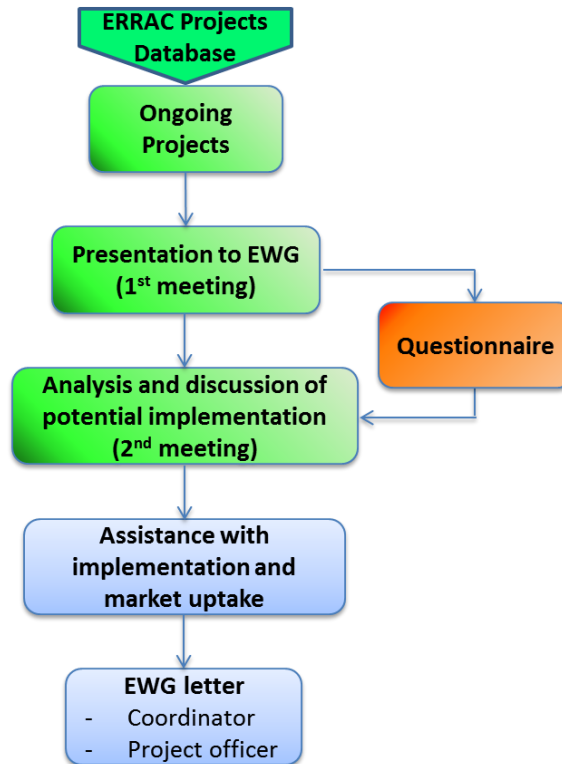 ERRAC Projects
Database
Ongoing
Projects
Presentation to EWG
(1st meeting)
Questionnaire
Analysis and discussion of
potential implementation
(2nd meeting)
Assistance with
implementation and
market uptake
EWG letter
- Coordinator
- Project officer